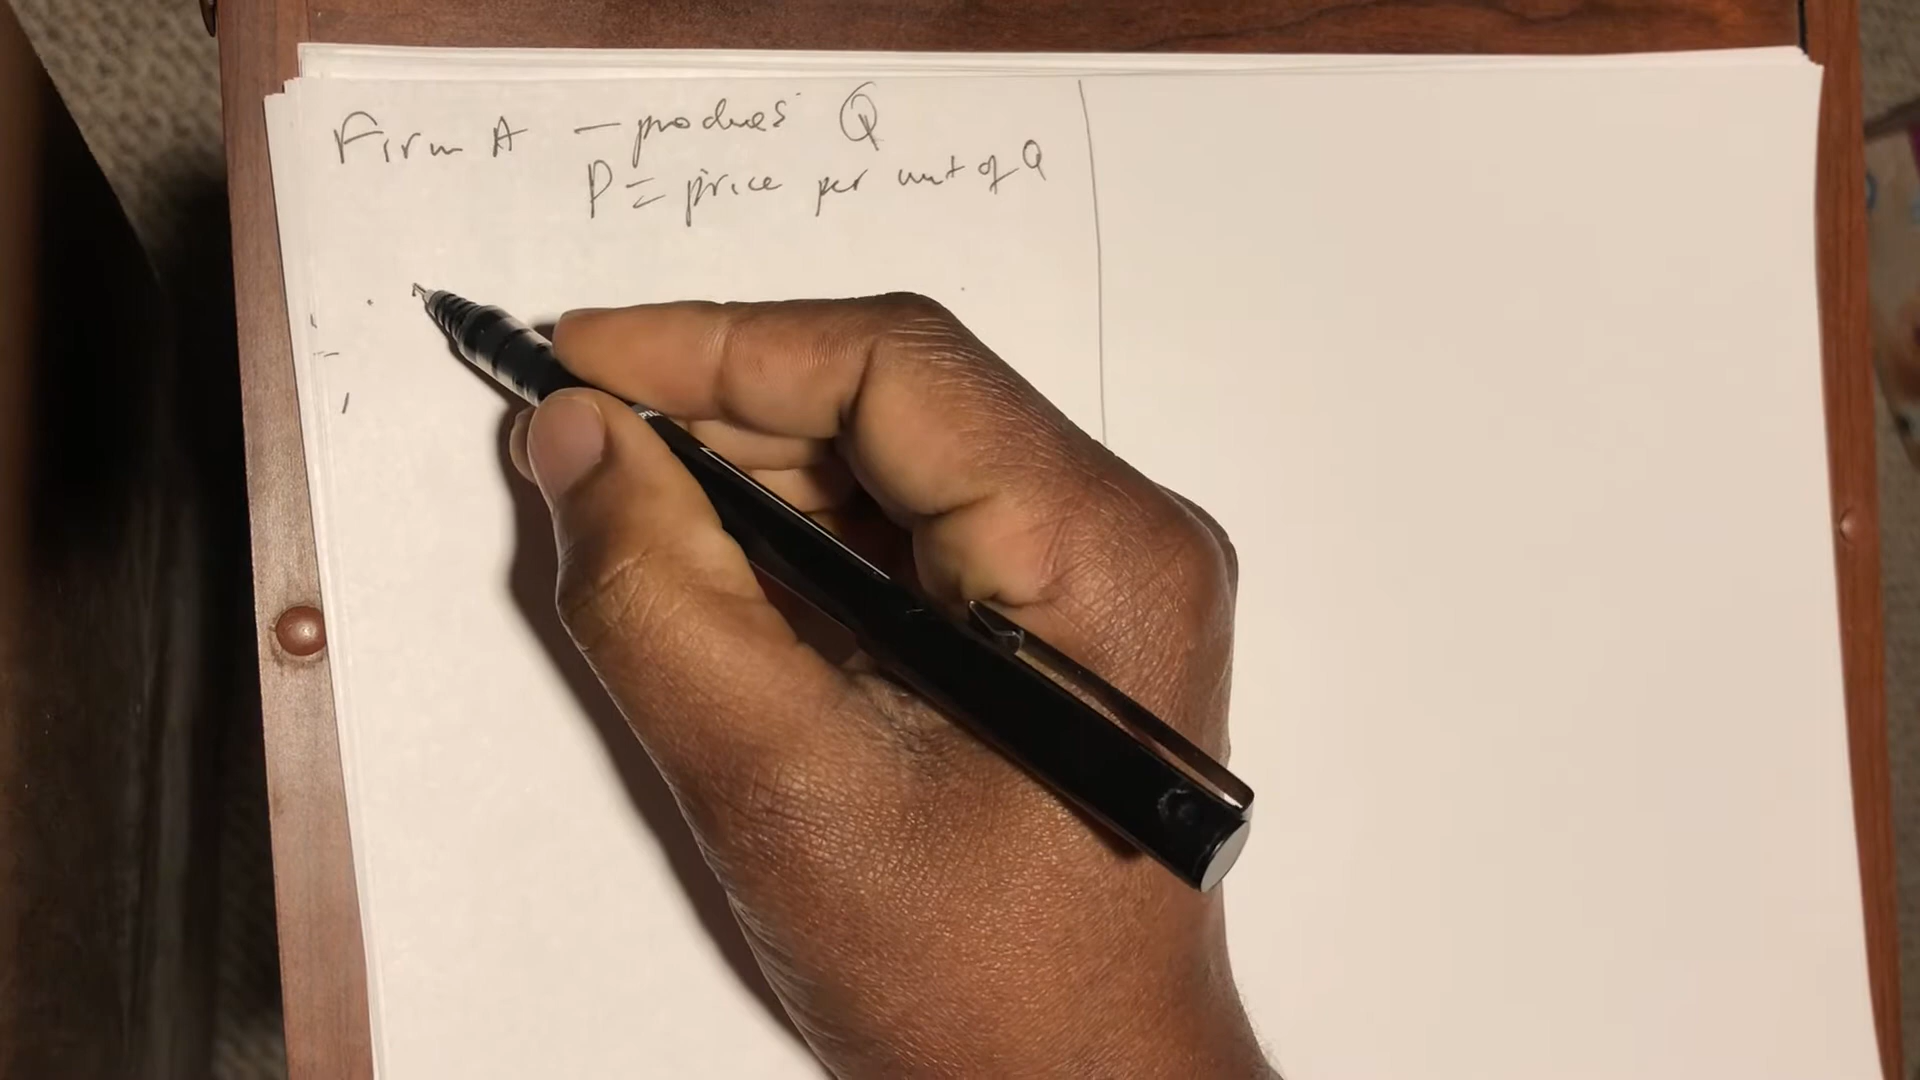 Firm A – produces Q
P = price per unit of Q